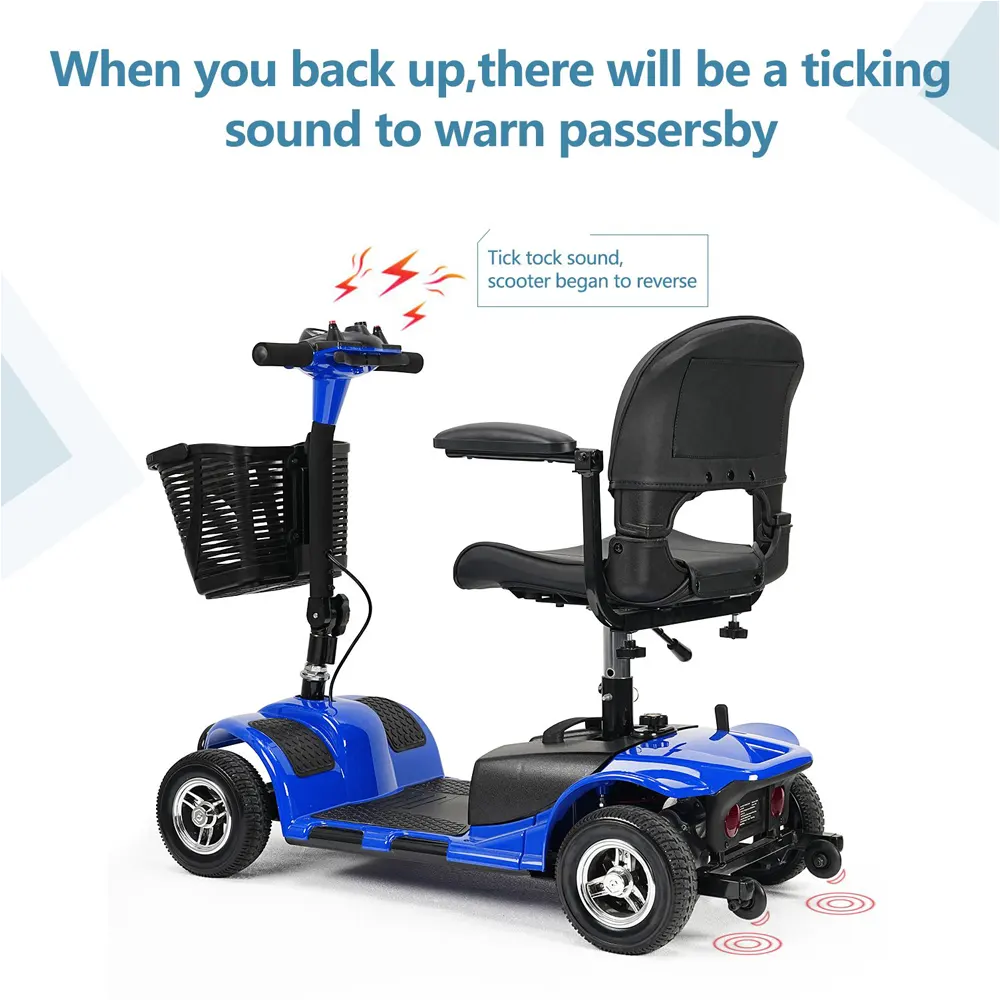 When you back up,there will be a ticking
sound to warn passersby
Tick tock sound,
scooter began to reverse